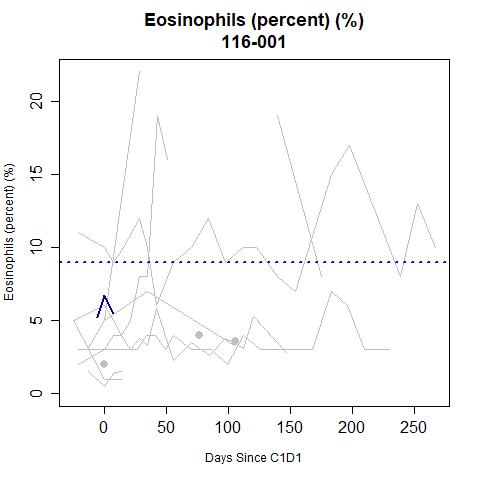 Eosinophils (percent) (%)
116-001
Eosinophils (percent) (%)
20
15
10
5
0
0 50 100 150 200 250
Days Since C1D1